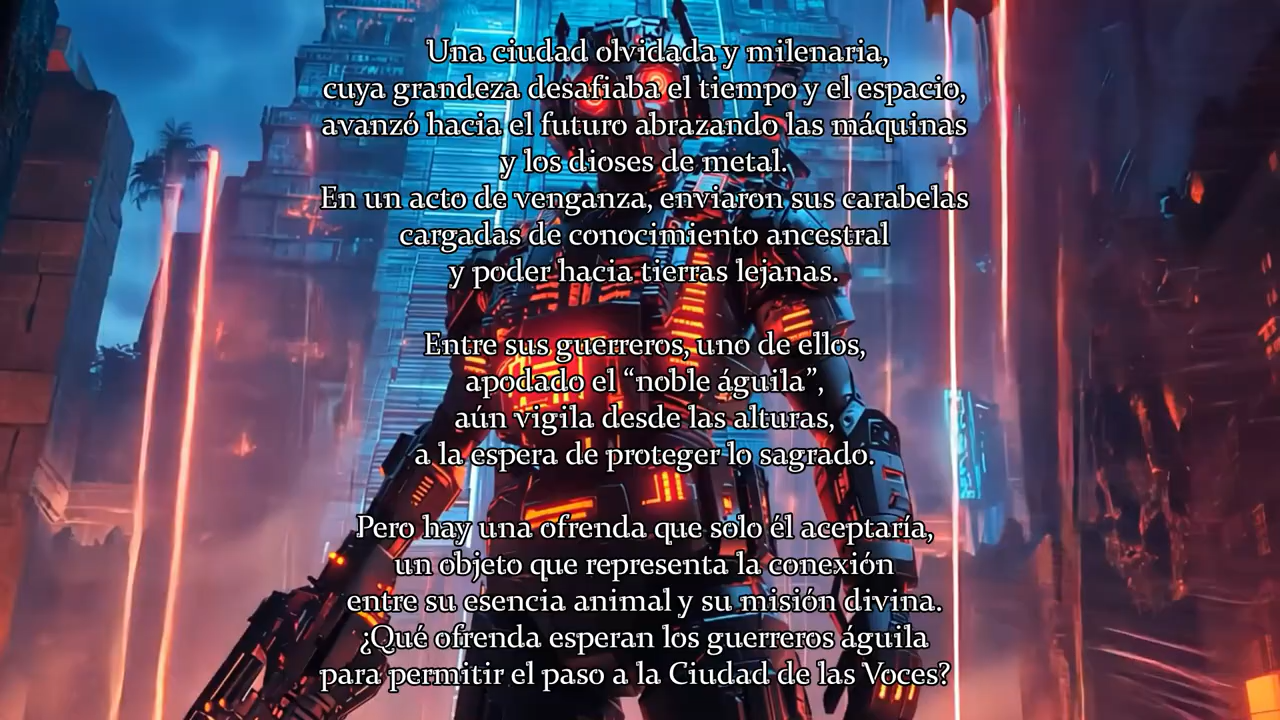 Una ciudad olvidada y milenaria,
cuya grandeza desafiaba el tiempo y el espacio,
avanzó hacia el futuro abrazando las máquinas
y los dioses de metal.
En un acto de venganza, enviaron sus carabelas
cargadas de conocimiento ancestral
y poder hacia tierras lejanas.
Entre sus guerreros, uno de ellos,
apodado el “noble águila”,
aún vigila desde las alturas,
a la espera de proteger lo sagrado.
Pero hay una ofrenda que solo él aceptaría,
un objeto que representa la conexión
entre su esencia animal y su misión divina.
¿Qué ofrenda esperan los guerreros águila
para permitir el paso a la Ciudad de las Voces?